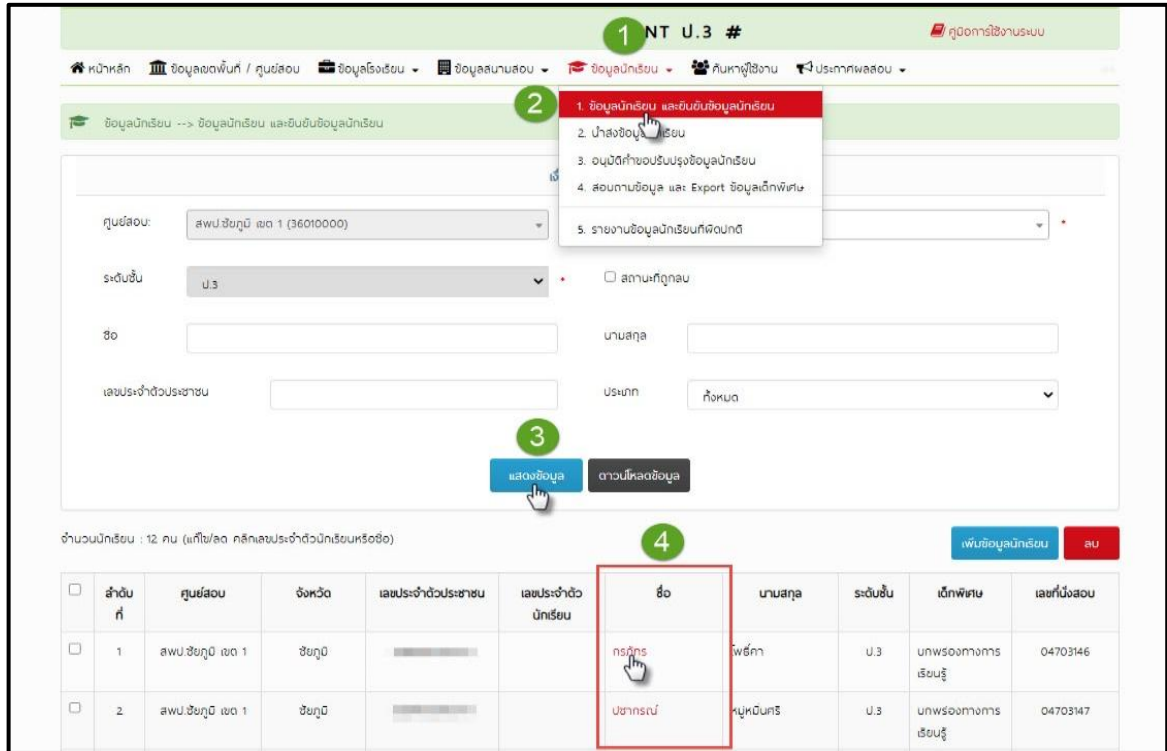 1
NT ป.3 #
คู่มือการใช้งานระบบ
หน้าหลัก ข้อมูลเขตพื้นที่ / ศูนย์สอบ ข้อมูลโรงเรียน ข้อมูลสนามสอบ ข้อมูลนักเรียน ค้นหาผู้ใช้งาน ประกาศผลสอบ
2
1. ข้อมูลนักเรียน และยืนยันข้อมูลนักเรียน
ข้อมูลนักเรียน --> ข้อมูลนักเรียน และยืนยันข้อมูลนักเรียน
2. นำส่งข้อมูลนักเรียน
3. อนุมัติคำขอปรับปรุงข้อมูลนักเรียน
4. สอบถามข้อมูล และ Export ข้อมูลเด็กพิเศษ
5. รายงานข้อมูลนักเรียนที่ผิดปกติ
ศูนย์สอบ: สพป.ชัยภูมิ เขต 1 (36010000) *
ระดับชั้น ป.3 * สถานะที่ถูกลบ
ชื่อ นามสกุล
เลขประจำตัวประชาชน ประเภท ทั้งหมด
3
แสดงข้อมูล ดาวน์โหลดข้อมูล
จำนวนนักเรียน : 12 คน (แก้ไข/ลด คลิกเลขประจำตัวนักเรียนหรือชื่อ)
4
เพิ่มข้อมูลนักเรียน ลบ
ลำดับที่ ศูนย์สอบ จังหวัด เลขประจำตัวประชาชน เลขประจำตัวนักเรียน ชื่อ นามสกุล ระดับชั้น เด็กพิเศษ เลขที่นั่งสอบ
1 สพป.ชัยภูมิ เขต 1 ชัยภูมิ กรภัทร โพธิ์คา ป.3 บกพร่องทางการเรียนรู้ 04703146
2 สพป.ชัยภูมิ เขต 1 ชัยภูมิ ปชากรณ์ หมู่หมื่นศรี ป.3 บกพร่องทางการเรียนรู้ 04703147